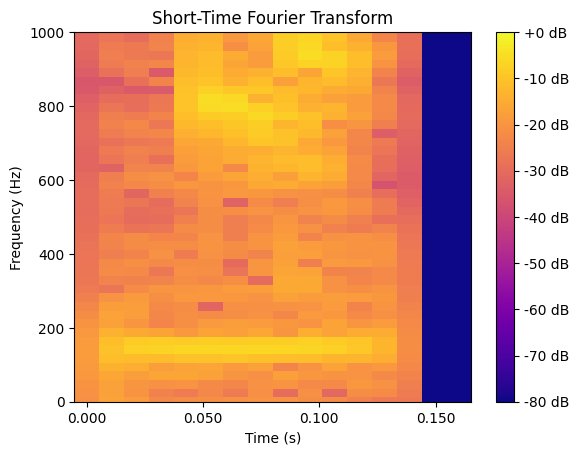 Short-Time Fourier Transform
Frequency (Hz)
1000
800
600
400
200
0
0.000 0.050 0.100 0.150
Time (s)
+0 dB
-10 dB
-20 dB
-30 dB
-40 dB
-50 dB
-60 dB
-70 dB
-80 dB